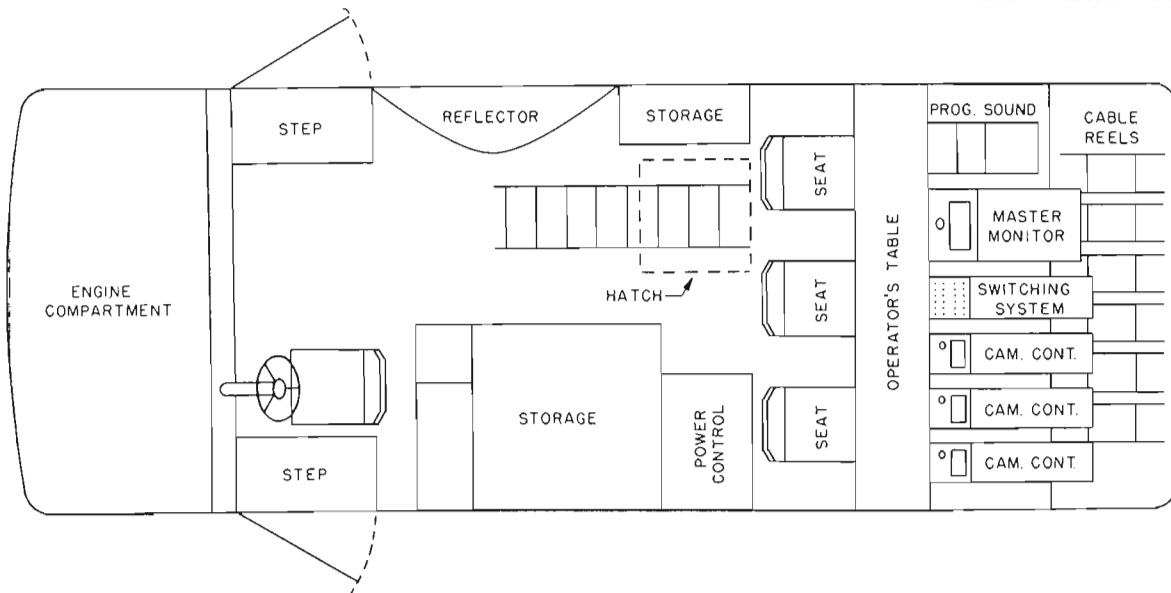 STEP
REFLECTOR
STORAGE
SEAT
PROG. SOUND
CABLE
REELS
MASTER
MONITOR
ENGINE
COMPARTMENT
HATCH
SEAT
OPERATOR'S TABLE
SWITCHING
SYSTEM
CAM. CONT.
STORAGE
POWER
CONTROL
SEAT
CAM. CONT.
STEP
CAM. CONT.